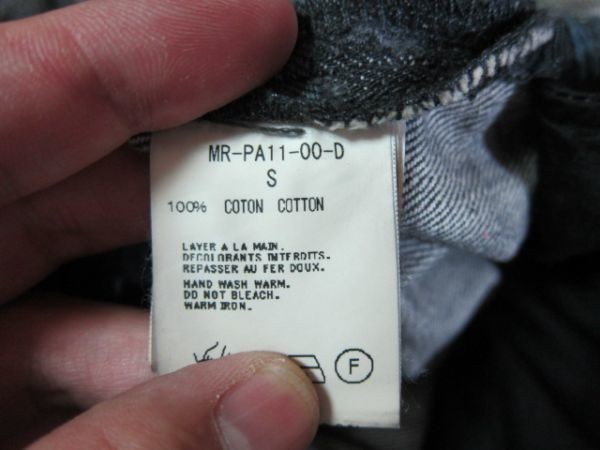 MR-PA11-00-D
S
100% COTON COTTON
LAVER A LA MAIN.
DECOLORANTS INTERDITS.
REPASSER AU FER DOUX.
HAND WASH WARM.
DO NOT BLEACH.
WARM IRON.
F